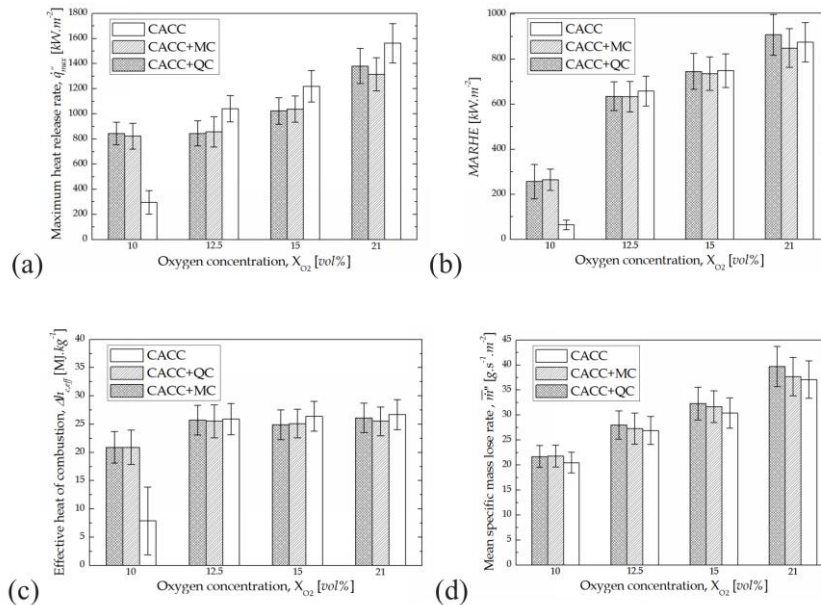 CACC
CACC+MC
CACC+QC
Maximum heat release rate, q̇"max [kW.m-2]
1800
1600
1400
1200
1000
800
600
400
200
0
10
12.5
15
21
Oxygen concentration, XO2 [vol%]
(a)
CACC
CACC+MC
CACC+QC
MARHE [kW.m-2]
1000
800
600
400
200
0
10
12.5
15
21
Oxygen concentration, XO2 [vol%]
(b)
CACC
CACC+QC
CACC+MC
Effective heat of combustion, Δhc,eff [MJ.kg-1]
40
35
30
25
20
15
10
5
0
10
12.5
15
21
Oxygen concentration, XO2 [vol%]
(c)
CACC
CACC+MC
CACC+QC
Mean specific mass lose rate, ṁ" [g.s-1.m-2]
45
40
35
30
25
20
15
10
5
0
10
12.5
15
21
Oxygen concentration, XO2 [vol%]
(d)